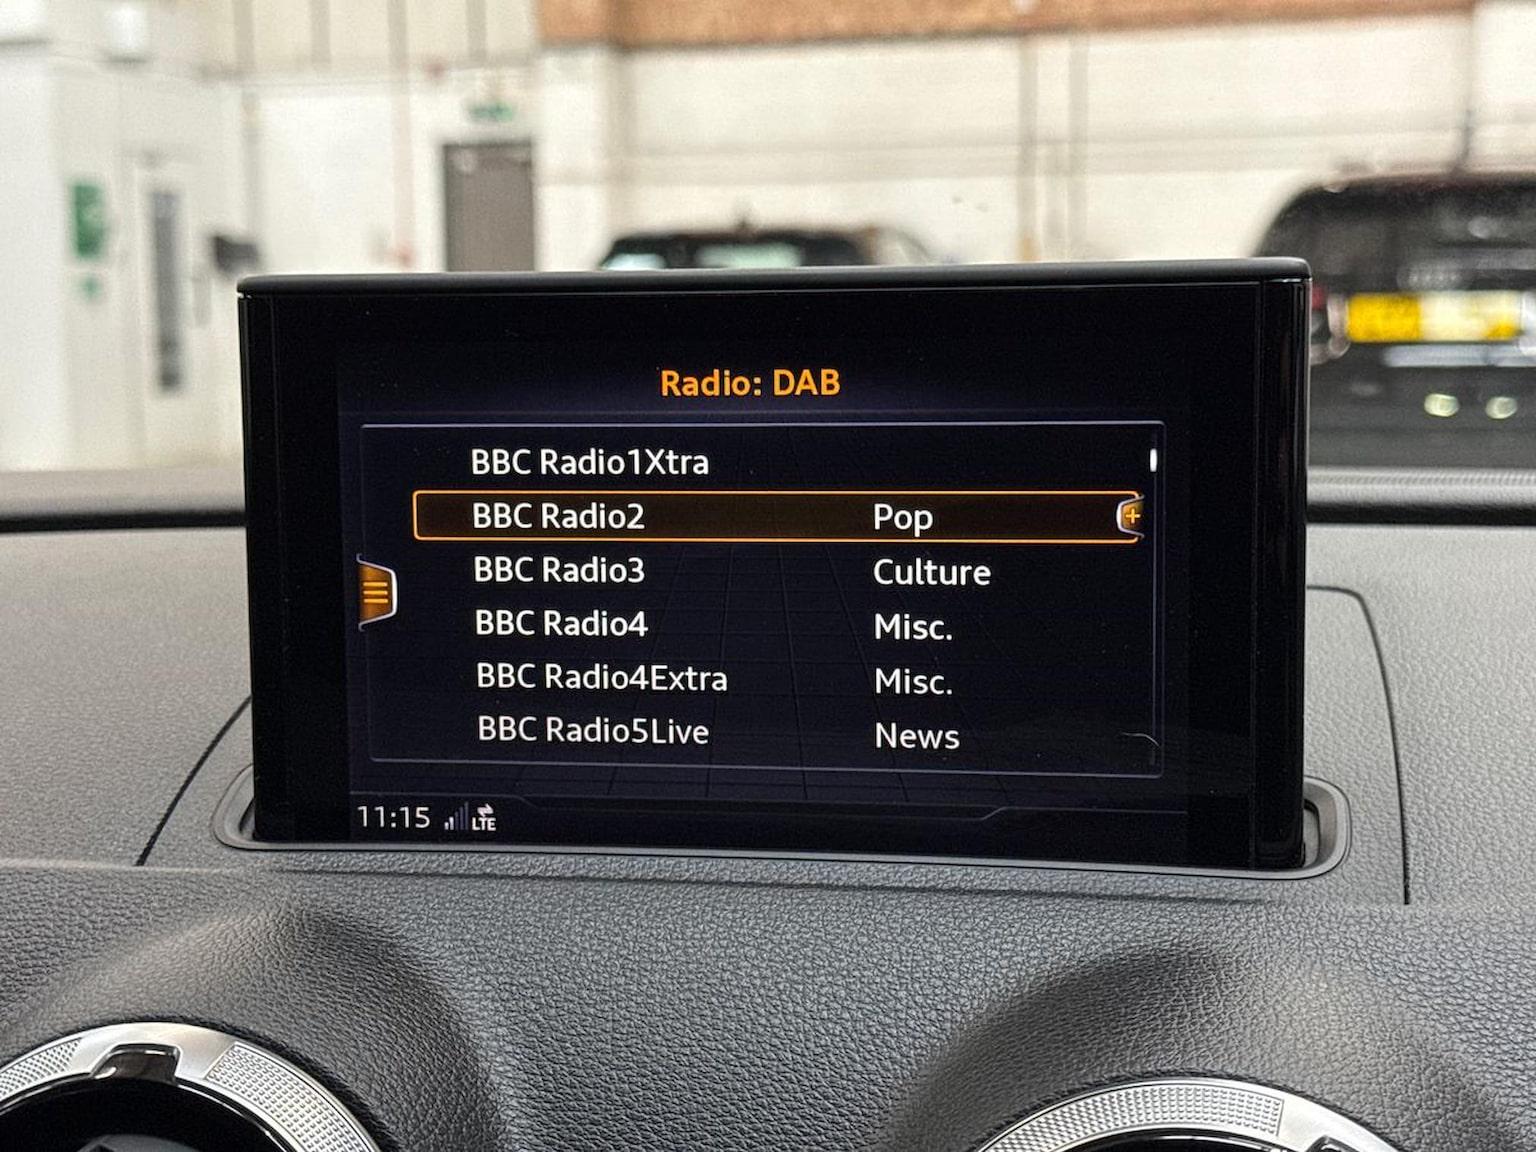 Radio: DAB
BBC Radio1Xtra
BBC Radio2 Pop
BBC Radio3 Culture
BBC Radio4 Misc.
BBC Radio4Extra Misc.
BBC Radio5Live News
11:15 LTE